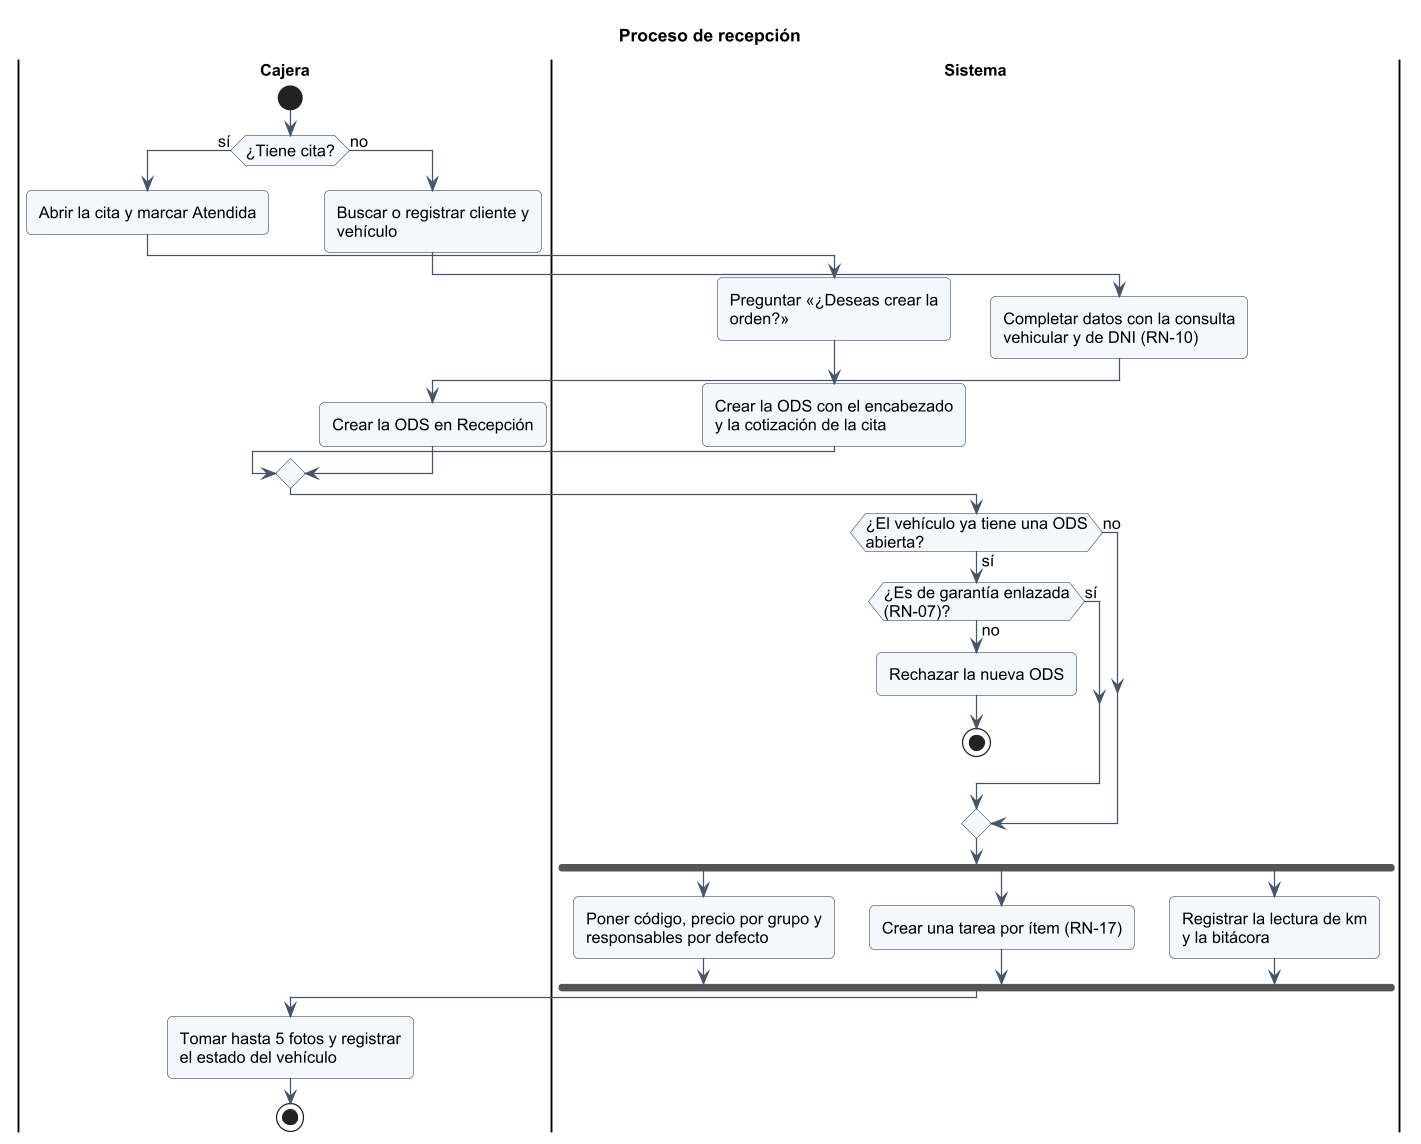 Proceso de recepción
Cajera
Sistema
sí
¿Tiene cita?
no
Abrir la cita y marcar Atendida
Buscar o registrar cliente y
vehículo
Preguntar «¿Deseas crear la
orden?»
Completar datos con la consulta
vehicular y de DNI (RN-10)
Crear la ODS en Recepción
Crear la ODS con el encabezado
y la cotización de la cita
¿El vehículo ya tiene una ODS
abierta?
no
sí
¿Es de garantía enlazada
(RN-07)?
sí
no
Rechazar la nueva ODS
Poner código, precio por grupo y
responsables por defecto
Crear una tarea por ítem (RN-17)
Registrar la lectura de km
y la bitácora
Tomar hasta 5 fotos y registrar
el estado del vehículo